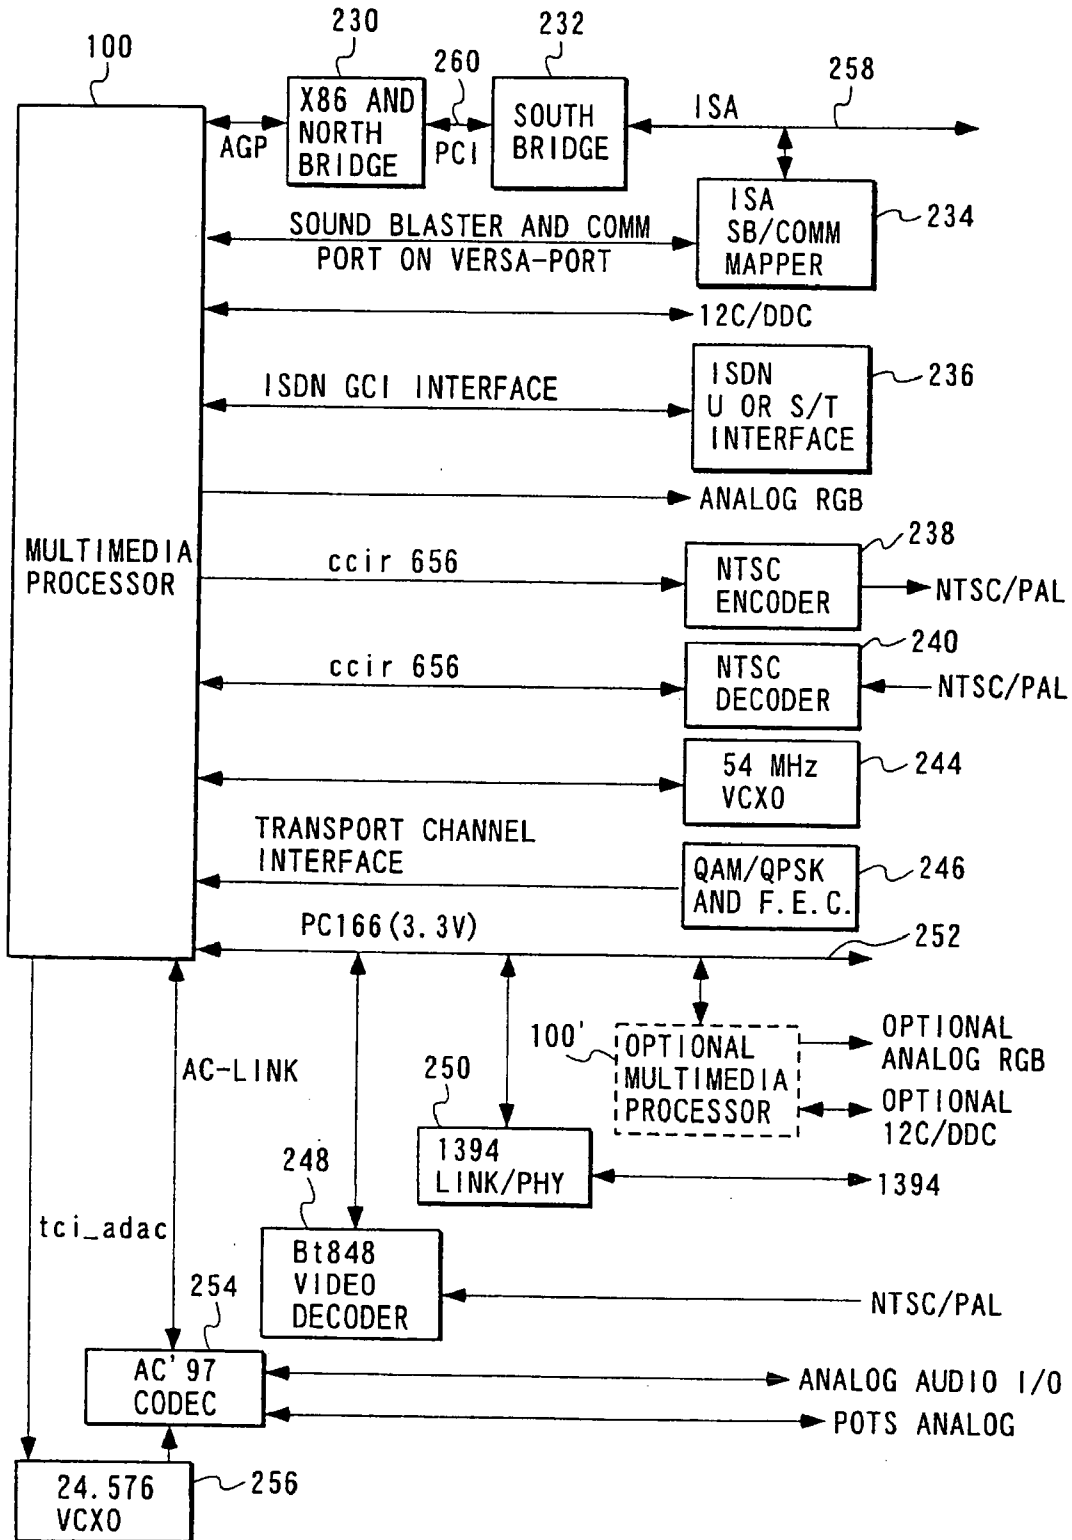 230
232
100
260
258
X86 AND
NORTH
BRIDGE
AGP
PCI
SOUTH
BRIDGE
ISA
ISA
SB/COMM
MAPPER
234
SOUND BLASTER AND COMM
PORT ON VERSA-PORT
12C/DDC
ISDN GCI INTERFACE
ISDN
U OR S/T
INTERFACE
236
ANALOG RGB
MULTIMEDIA
PROCESSOR
ccir 656
NTSC
ENCODER
238
NTSC/PAL
ccir 656
NTSC
DECODER
240
NTSC/PAL
54 MHz
VCXO
244
TRANSPORT CHANNEL
INTERFACE
QAM/QPSK
AND F.E.C.
246
PC166(3.3V)
252
100'
OPTIONAL
MULTIMEDIA
PROCESSOR
OPTIONAL
ANALOG RGB
OPTIONAL
12C/DDC
AC-LINK
250
1394
LINK/PHY
1394
248
tci_adac
Bt848
VIDEO
DECODER
NTSC/PAL
254
AC'97
CODEC
ANALOG AUDIO I/O
POTS ANALOG
24.576
VCXO
256